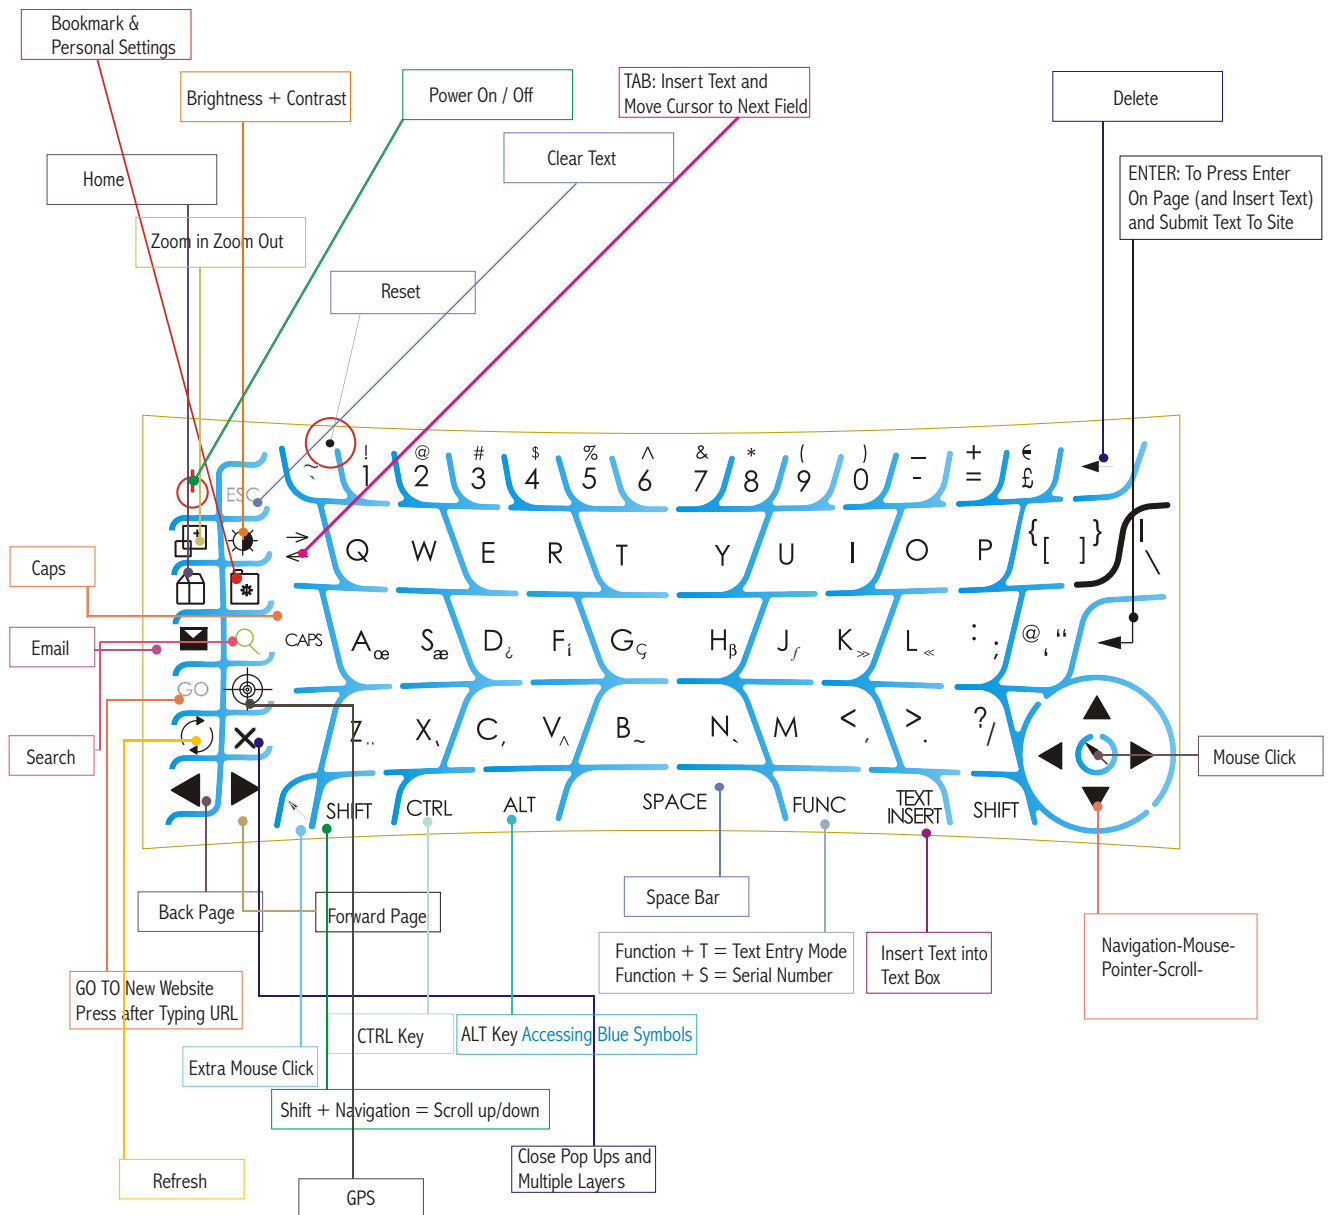 Bookmark &
Personal Settings
Brightness + Contrast
Power On / Off
TAB: Insert Text and
Move Cursor to Next Field
Delete
Home
Clear Text
ENTER: To Press Enter
On Page (and Insert Text)
and Submit Text To Site
Zoom in Zoom Out
Reset
~ ! @ # $ % ^ & * ( ) _ + €
` 1 2 3 4 5 6 7 8 9 0 - = £
ESC
Q W E R T Y U I O P { [ ] } | \
Caps
CAPS A œ S æ D ¿ F í G ç H β J ƒ K » L « : ; @ ‘ “
Email
GO
Search
Z ¨ X ˎ C , V ^ B ~ N ` M < , > . ? /
Mouse Click
SHIFT CTRL ALT SPACE FUNC TEXT INSERT SHIFT
Back Page
Forward Page
Space Bar
Function + T = Text Entry Mode
Function + S = Serial Number
Insert Text into
Text Box
Navigation-Mouse-
Pointer-Scroll-
GO TO New Website
Press after Typing URL
CTRL Key
ALT Key Accessing Blue Symbols
Extra Mouse Click
Shift + Navigation = Scroll up/down
Close Pop Ups and
Multiple Layers
Refresh
GPS